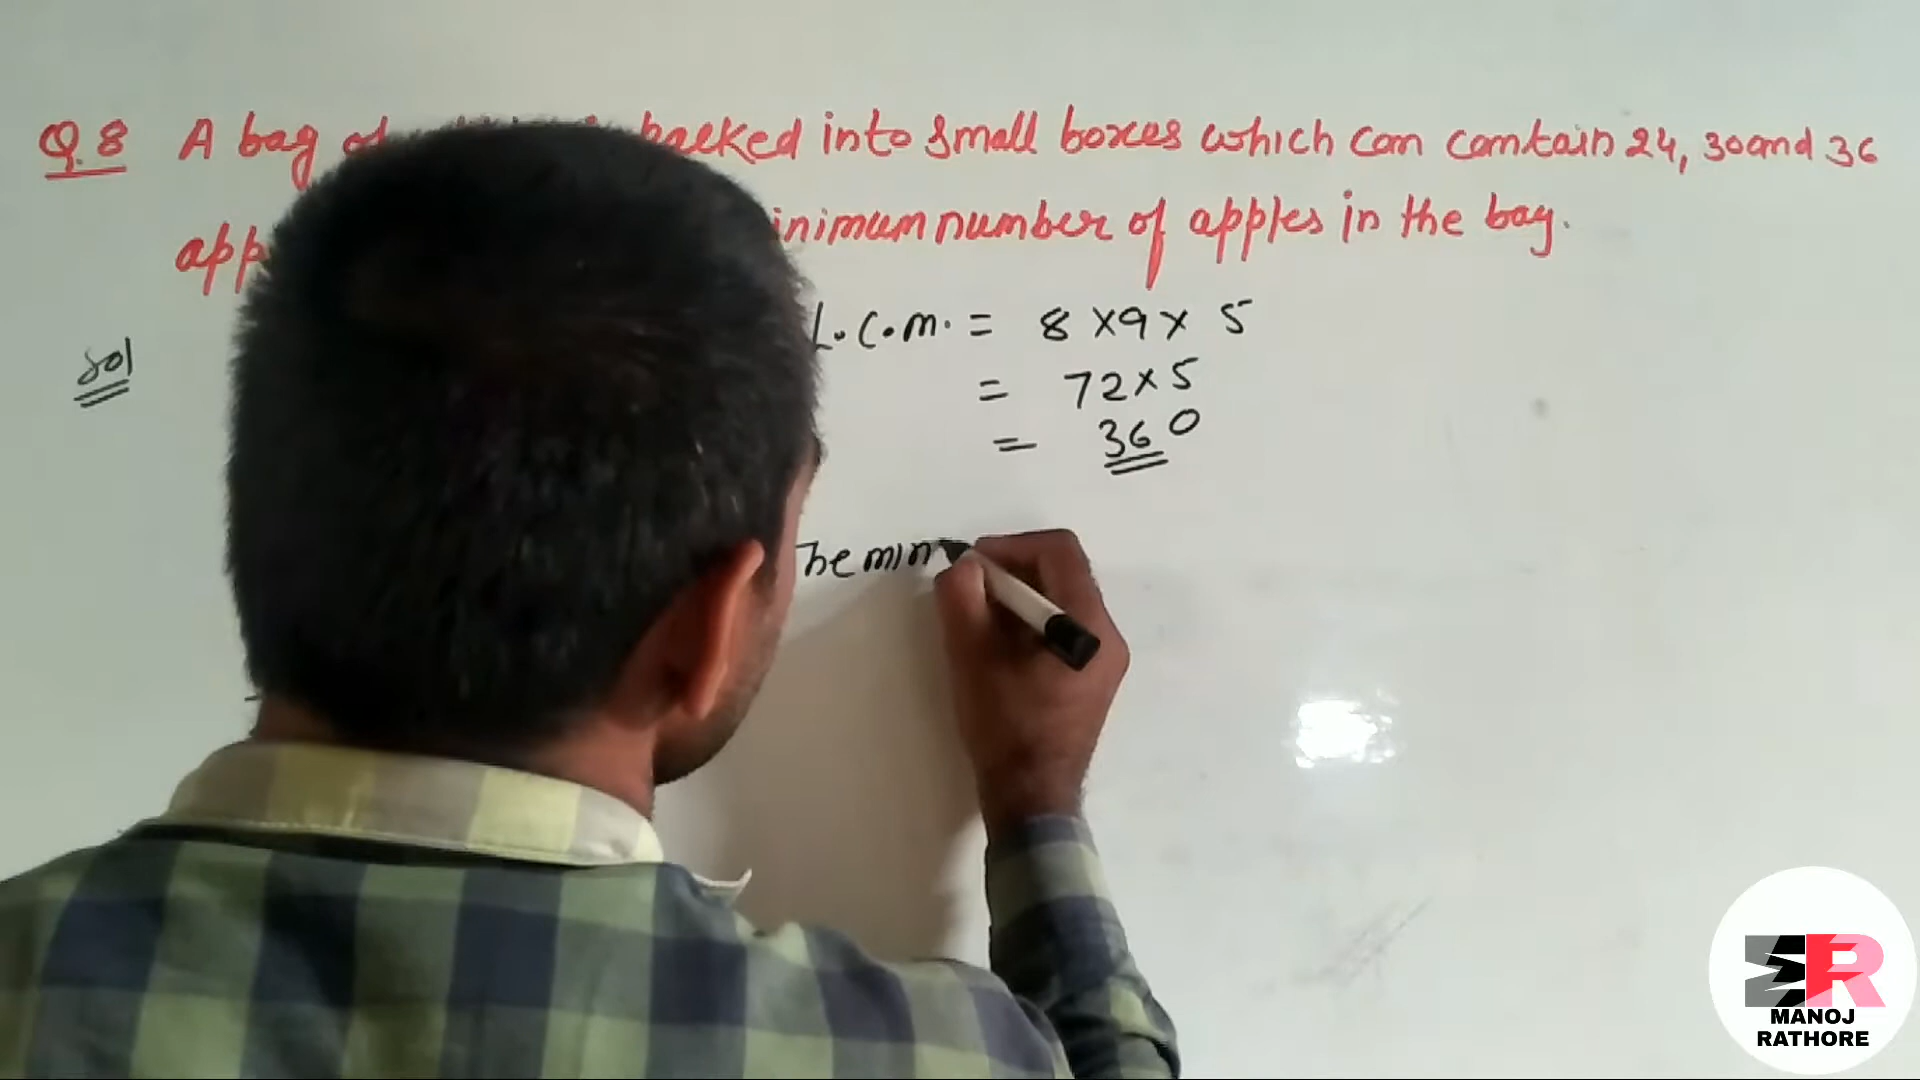 Q.8 A bag of packed into small boxes which can contain 24, 30 and 36
app minimum number of apples in the bag.
Sol
L.C.M. = 8 × 9 × 5
= 72 × 5
= 360
The min
MANOJ
RATHORE